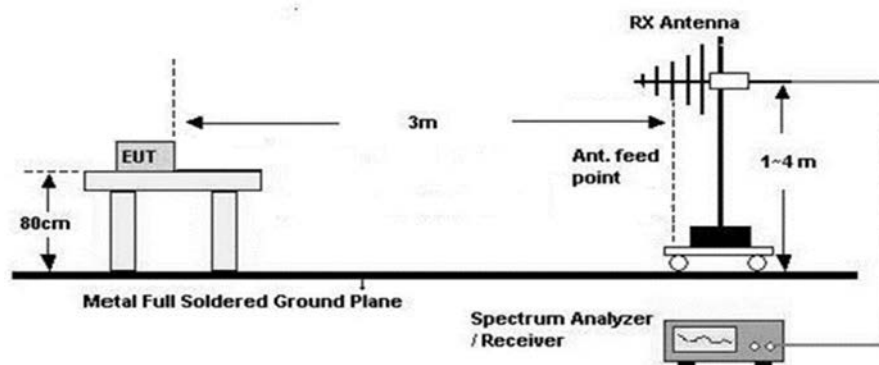 RX Antenna
3m
EUT
Ant. feed
point
1~4 m
80cm
Metal Full Soldered Ground Plane
Spectrum Analyzer
/ Receiver